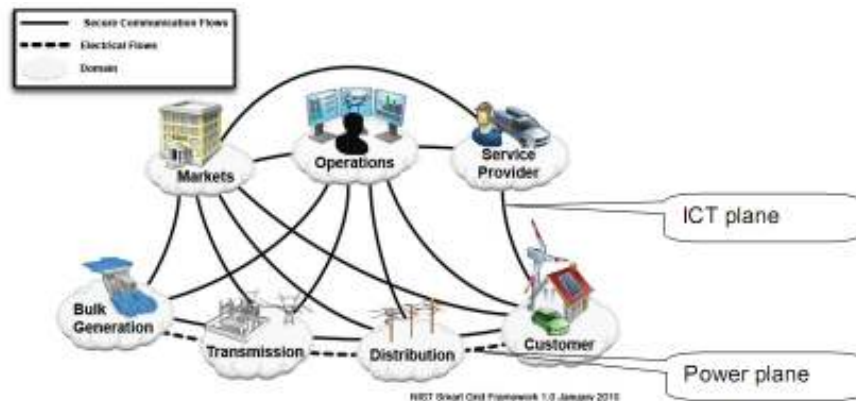 Secure Communication Flows
Electrical Flows
Domain
Markets
Operations
Service
Provider
ICT plane
Bulk
Generation
Transmission
Distribution
Customer
Power plane
NIST Smart Grid Framework 1.0 January 2010